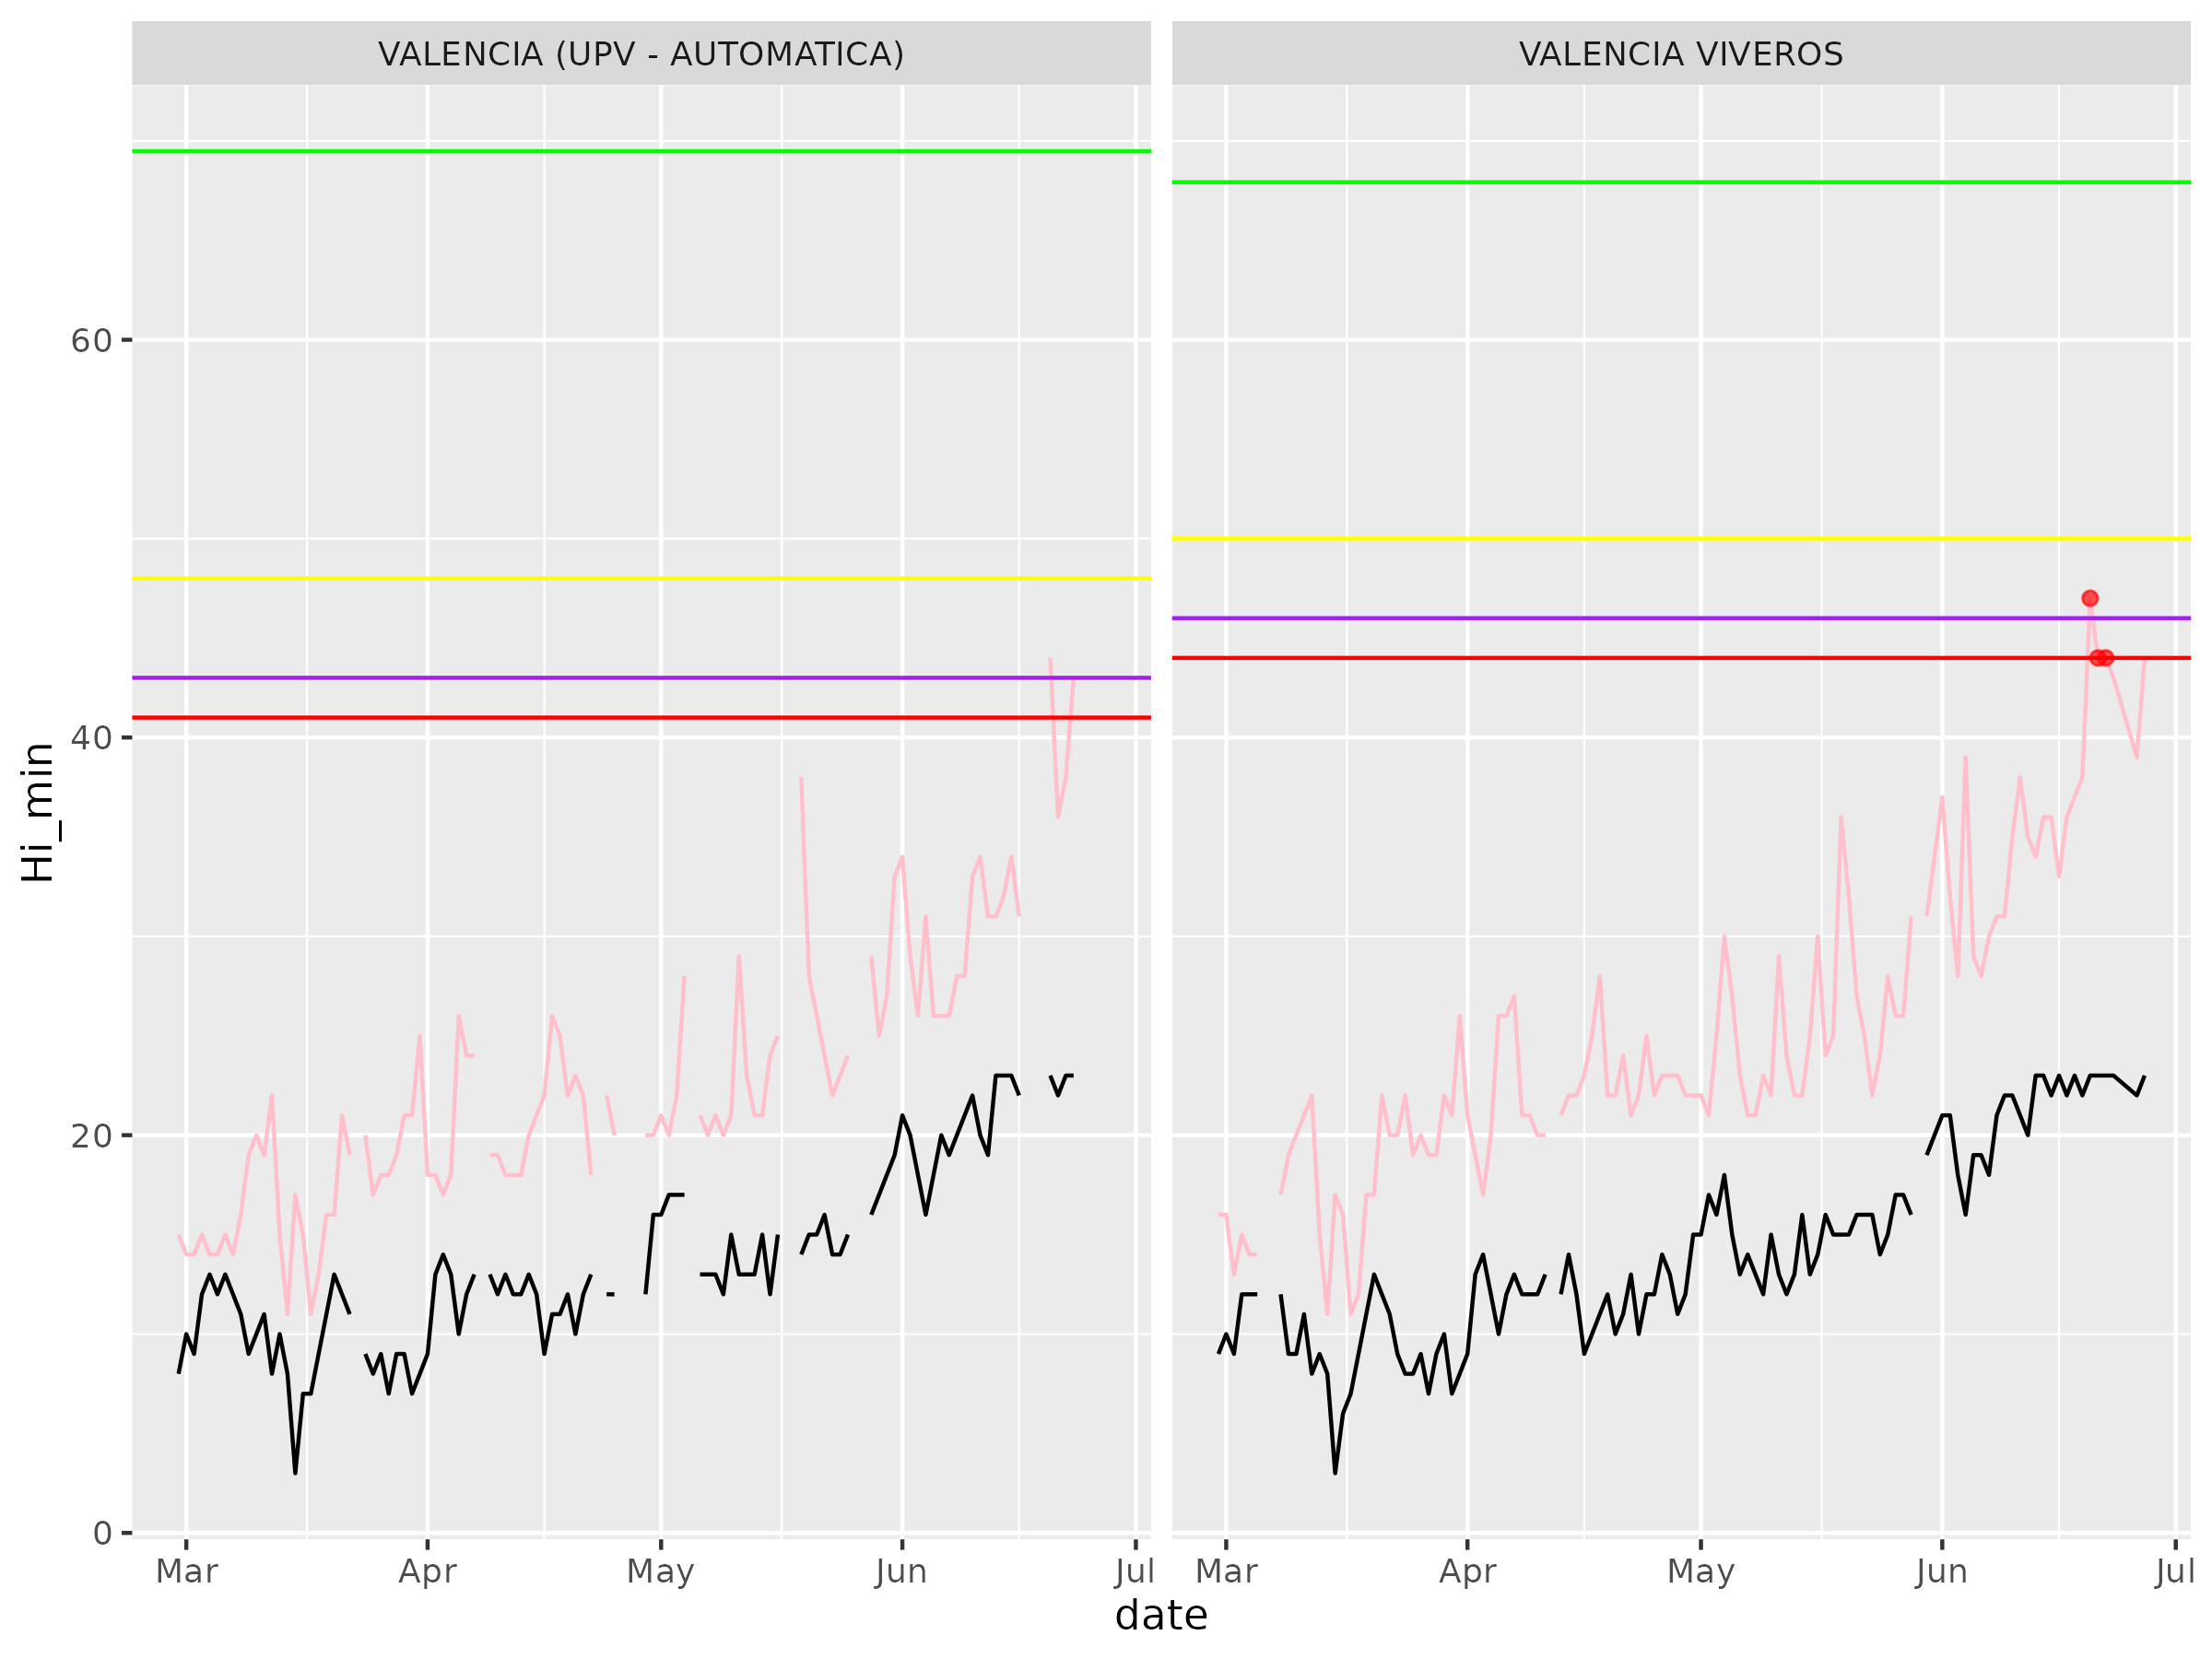 VALENCIA (UPV - AUTOMATICA) VALENCIA VIVEROS
Hi_min
60
40
20
0
Mar Apr May Jun Jul Mar Apr May Jun Jul
date